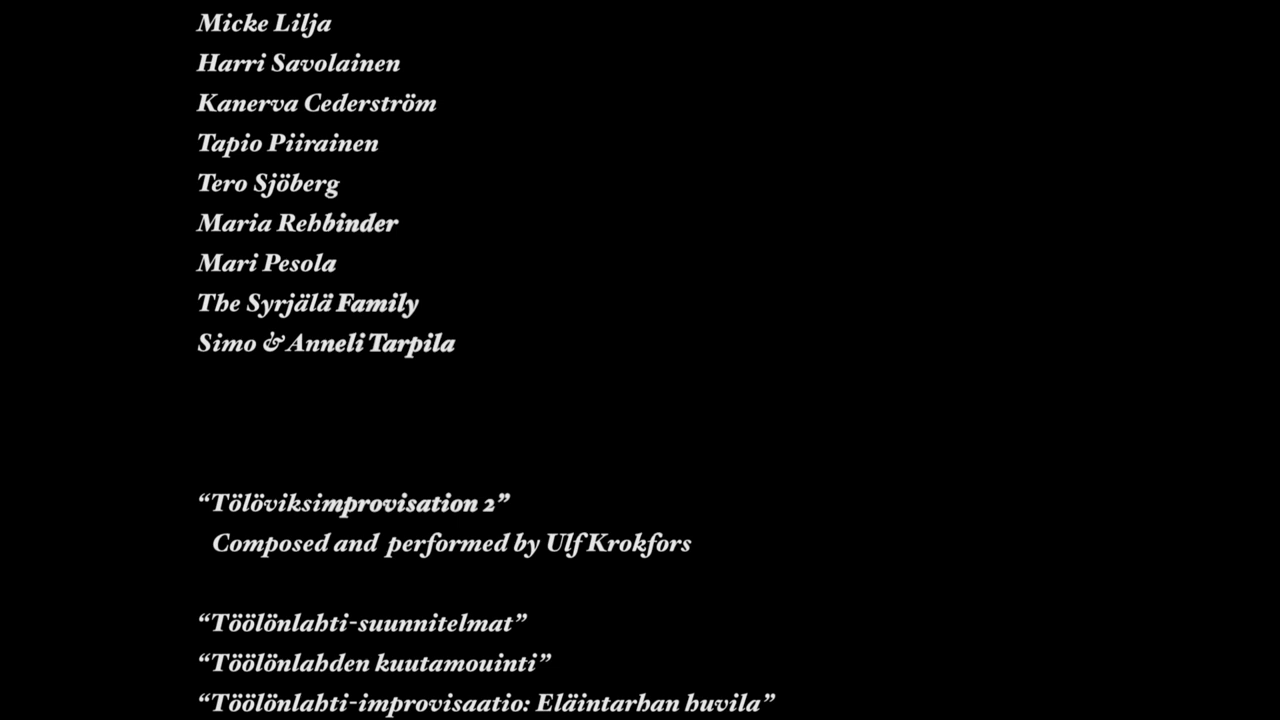 Micke Lilja
Harri Savolainen
Kanerva Cederström
Tapio Piirainen
Tero Sjöberg
Maria Rehbinder
Mari Pesola
The Syrjälä Family
Simo & Anneli Tarpila
“Tölöviksimprovisation 2”
Composed and performed by Ulf Krokfors
“Töölönlahti-suunnitelmat”
“Töölönlahden kuutamouinti”
“Töölönlahti-improvisaatio: Eläintarhan huvila”